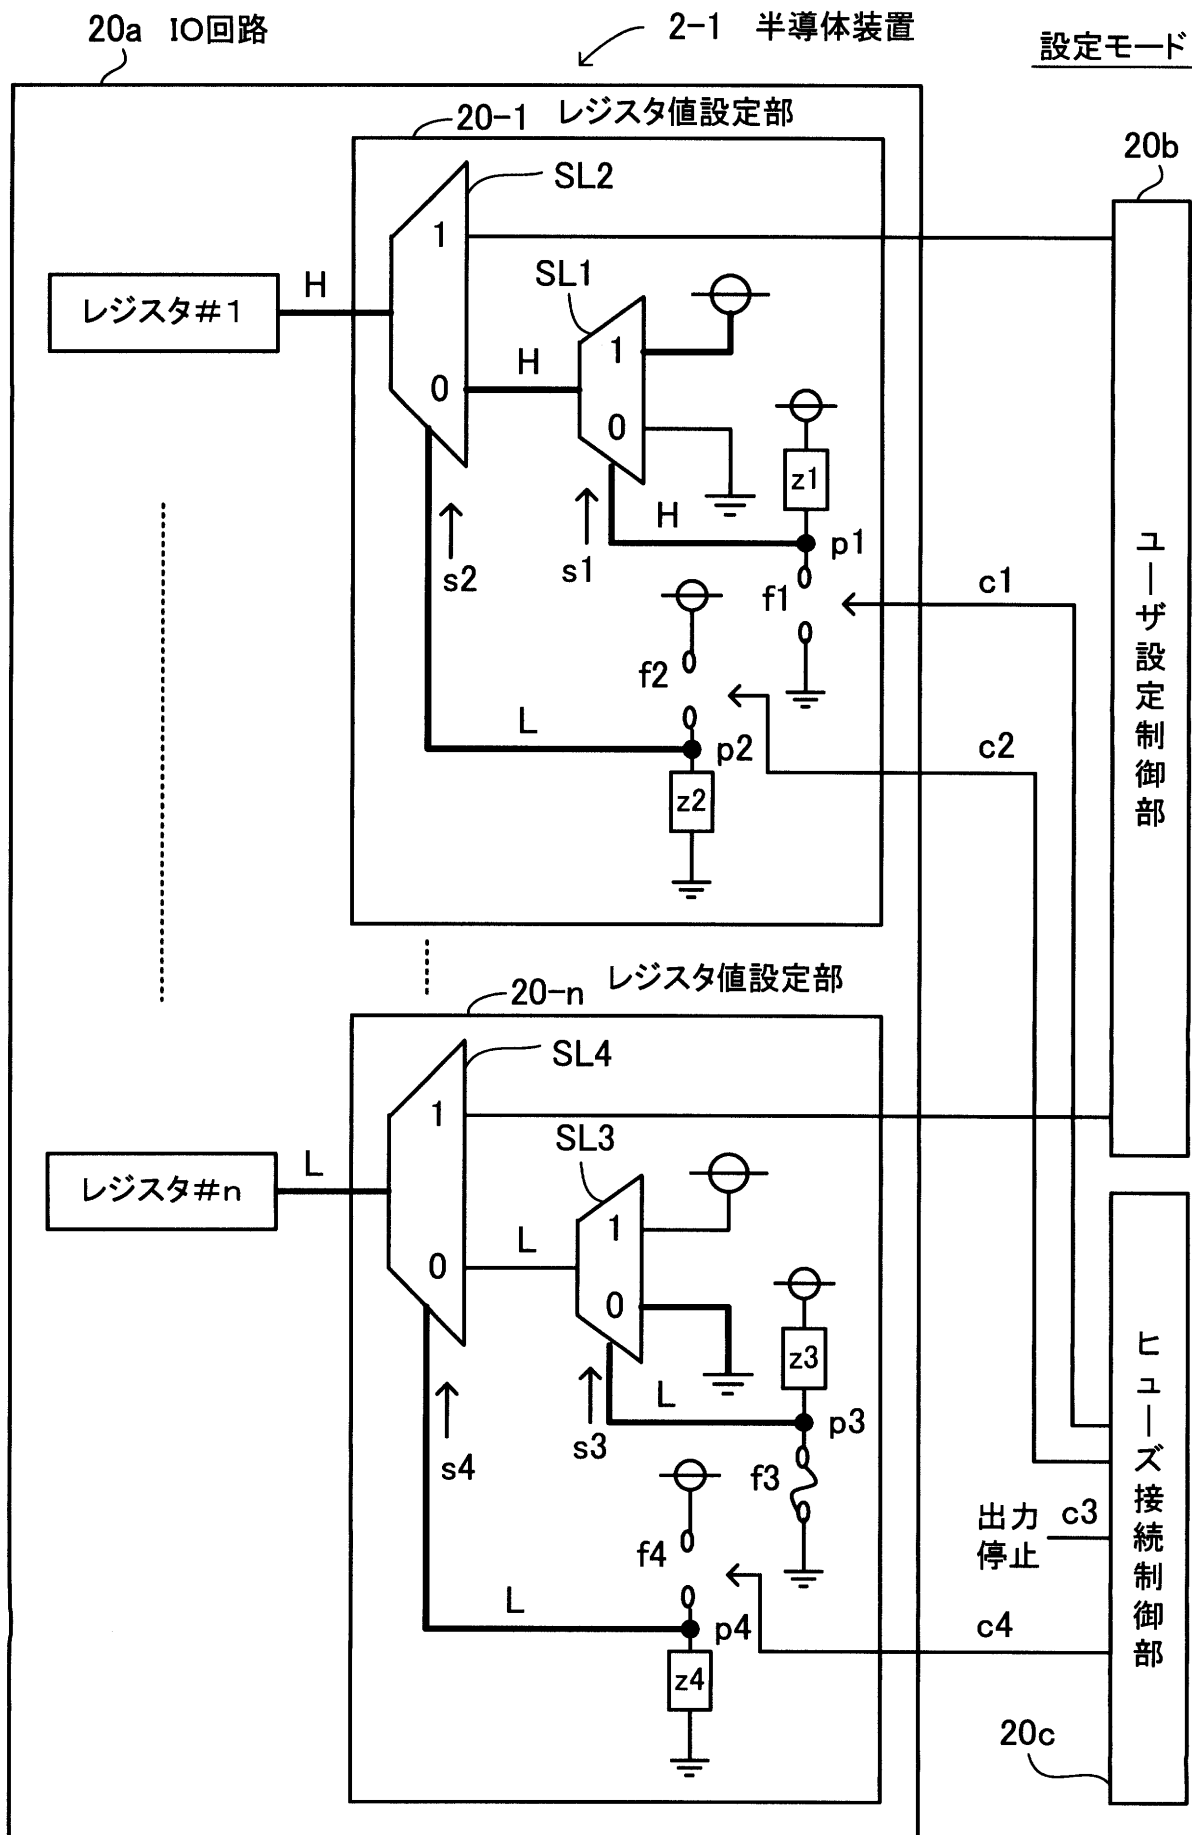 20a IO回路
2-1 半導体装置
設定モード
20-1 レジスタ値設定部
20b
SL2
1
SL1
レジスタ#1
H
1
H
0
0
z1
H
p1
s2
s1
f1
c1
f2
L
p2
c2
z2
ユーザ設定制御部
20-n レジスタ値設定部
SL4
1
SL3
レジスタ#n
L
1
L
0
0
z3
L
p3
s4
s3
f3
出力停止
c3
f4
L
p4
c4
z4
ヒューズ接続制御部
20c